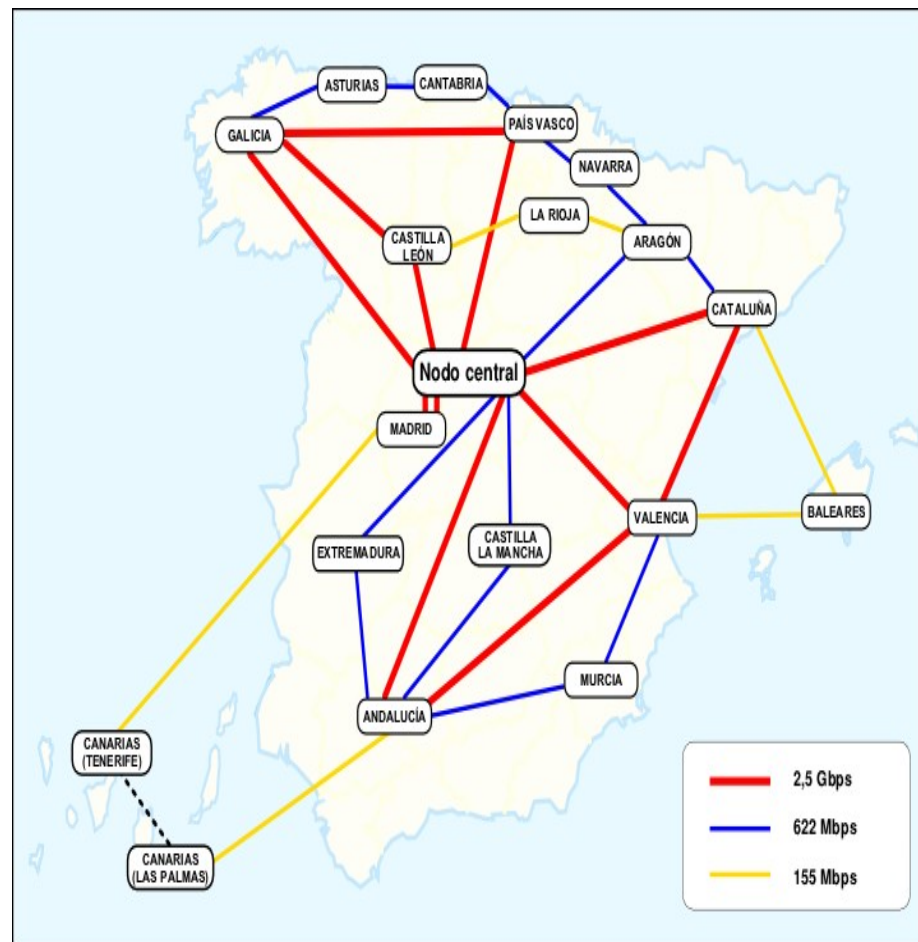 ASTURIAS
CANTABRIA
GALICIA
PAÍS VASCO
NAVARRA
LA RIOJA
CASTILLA
LEÓN
ARAGÓN
CATALUÑA
Nodo central
MADRID
VALENCIA
BALEARES
EXTREMADURA
CASTILLA
LA MANCHA
MURCIA
ANDALUCÍA
CANARIAS
(TENERIFE)
CANARIAS
(LAS PALMAS)
2,5 Gbps
622 Mbps
155 Mbps